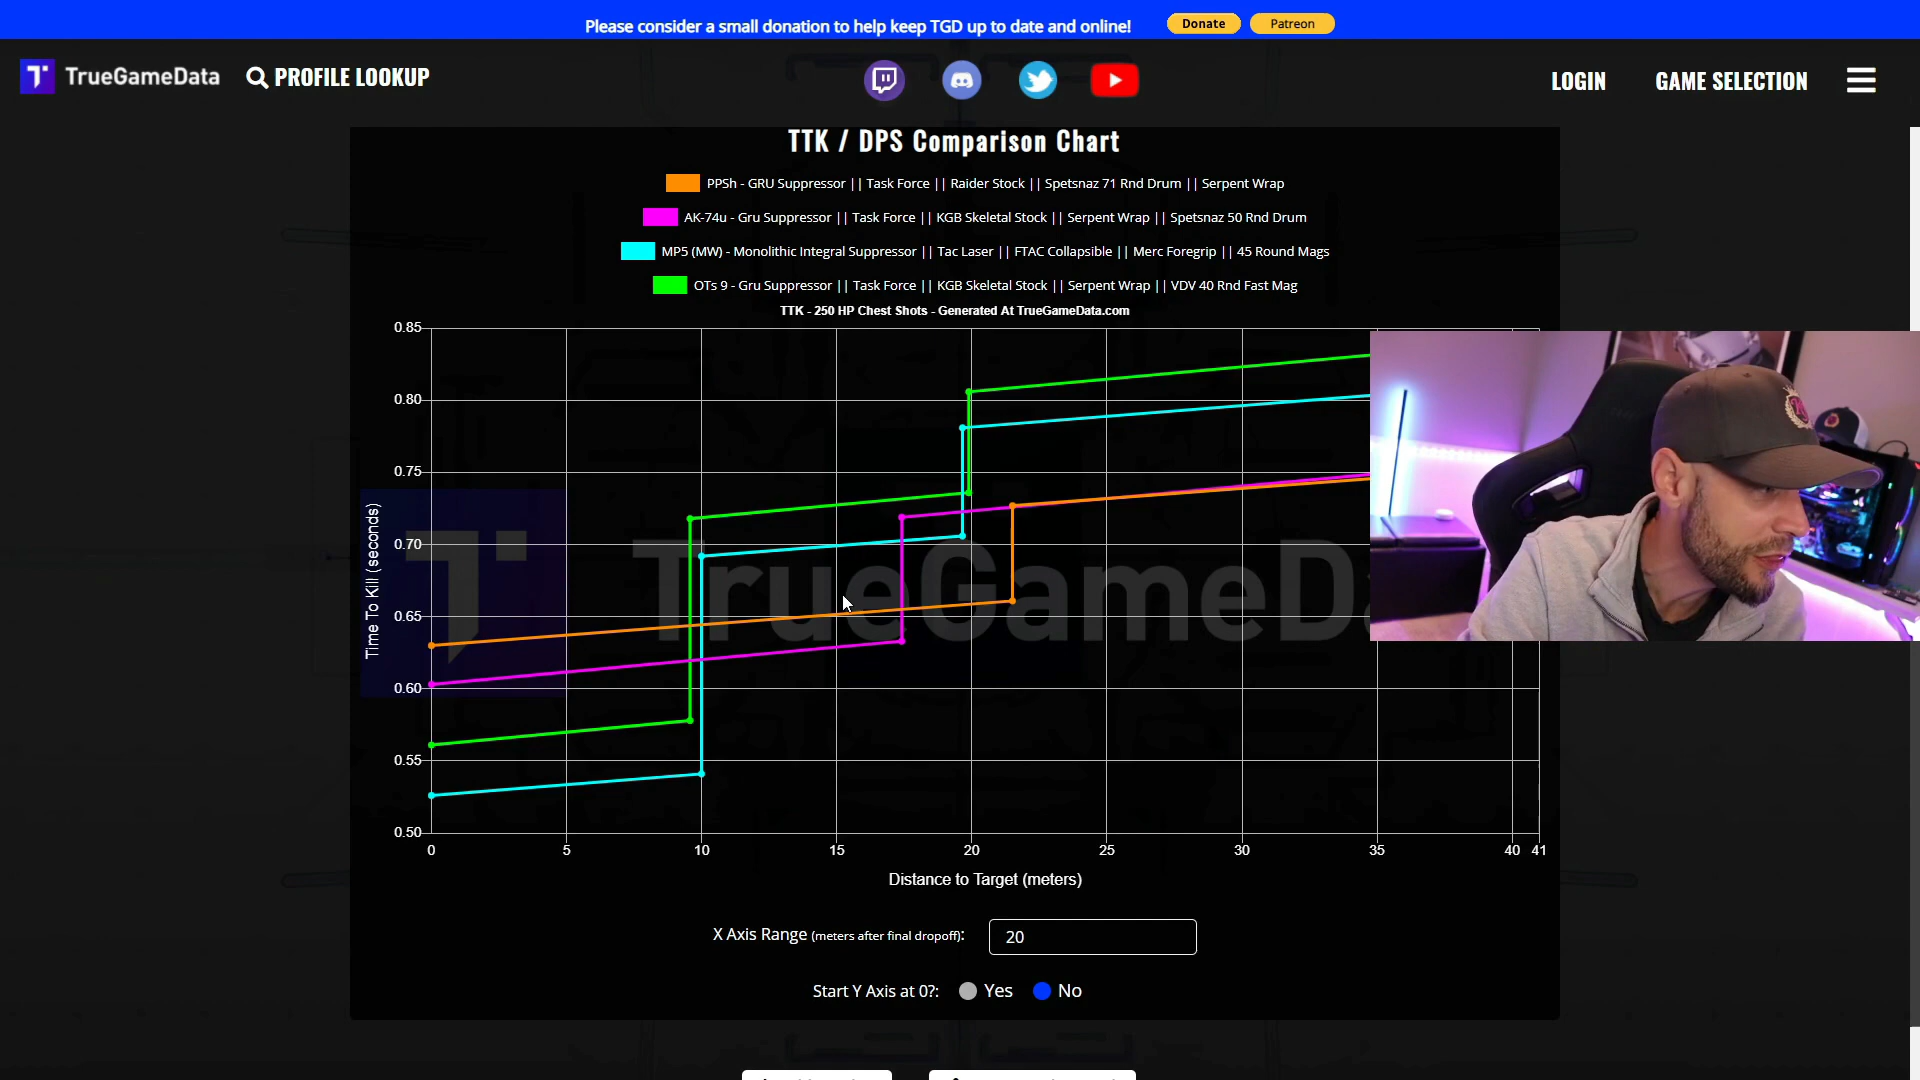 Please consider a small donation to help keep TGD up to date and online!
Donate
Patreon
TrueGameData
PROFILE LOOKUP
LOGIN
GAME SELECTION
TTK / DPS Comparison Chart
PPSh - GRU Suppressor || Task Force || Raider Stock || Spetsnaz 71 Rnd Drum || Serpent Wrap
AK-74u - Gru Suppressor || Task Force || KGB Skeletal Stock || Serpent Wrap || Spetsnaz 50 Rnd Drum
MP5 (MW) - Monolithic Integral Suppressor || Tac Laser || FTAC Collapsible || Merc Foregrip || 45 Round Mags
OTs 9 - Gru Suppressor || Task Force || KGB Skeletal Stock || Serpent Wrap || VDV 40 Rnd Fast Mag
TTK - 250 HP Chest Shots - Generated At TrueGameData.com
0.85
0.80
0.75
0.70
0.65
0.60
0.55
0.50
Time To Kill (seconds)
TrueGameDa
0 5 10 15 20 25 30 35 40 41
Distance to Target (meters)
X Axis Range (meters after final dropoff): 20
Start Y Axis at 0?: Yes No